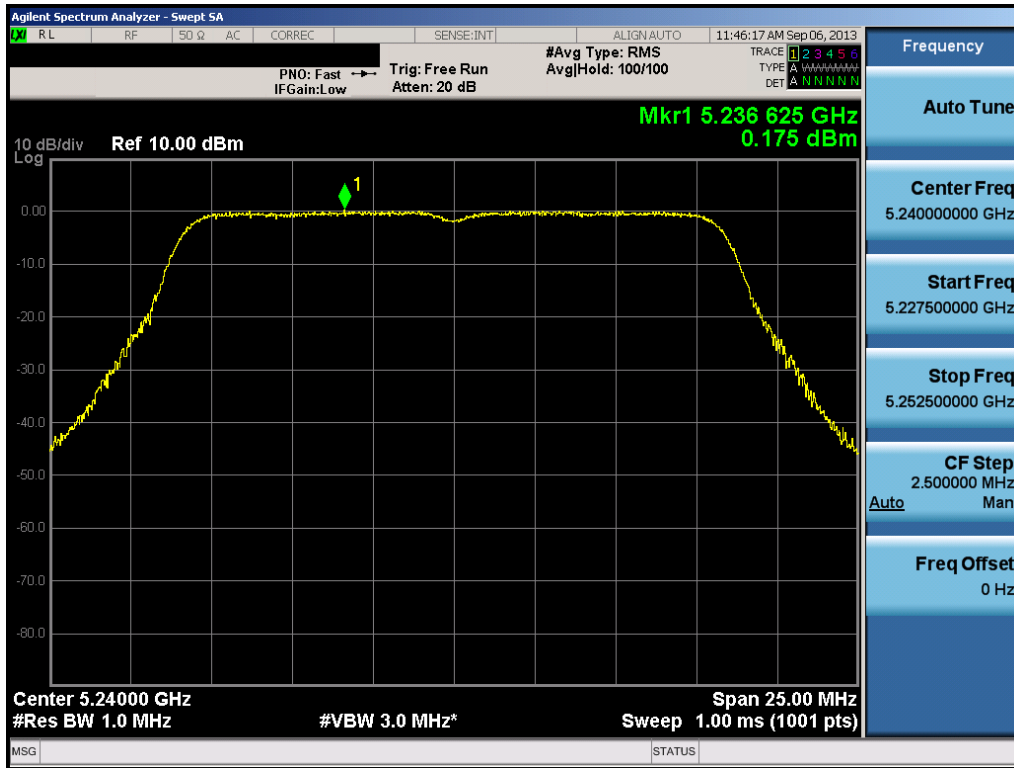 Agilent Spectrum Analyzer - Swept SA
LXI RL RF 50 Ω AC CORREC SENSE:INT ALIGN AUTO 11:46:17 AM Sep 06, 2013
PNO: Fast
IFGain:Low
Trig: Free Run
Atten: 20 dB
#Avg Type: RMS
Avg|Hold: 100/100
TRACE 1 2 3 4 5 6
TYPE A WWWWW
DET A N N N N N
Mkr1 5.236 625 GHz
0.175 dBm
10 dB/div Ref 10.00 dBm
Log
1
0.00
-10.0
-20.0
-30.0
-40.0
-50.0
-60.0
-70.0
-80.0
Center 5.24000 GHz Span 25.00 MHz
#Res BW 1.0 MHz #VBW 3.0 MHz* Sweep 1.00 ms (1001 pts)
MSG STATUS
Frequency
Auto Tune
Center Freq
5.240000000 GHz
Start Freq
5.227500000 GHz
Stop Freq
5.252500000 GHz
CF Step
2.500000 MHz
Auto Man
Freq Offset
0 Hz